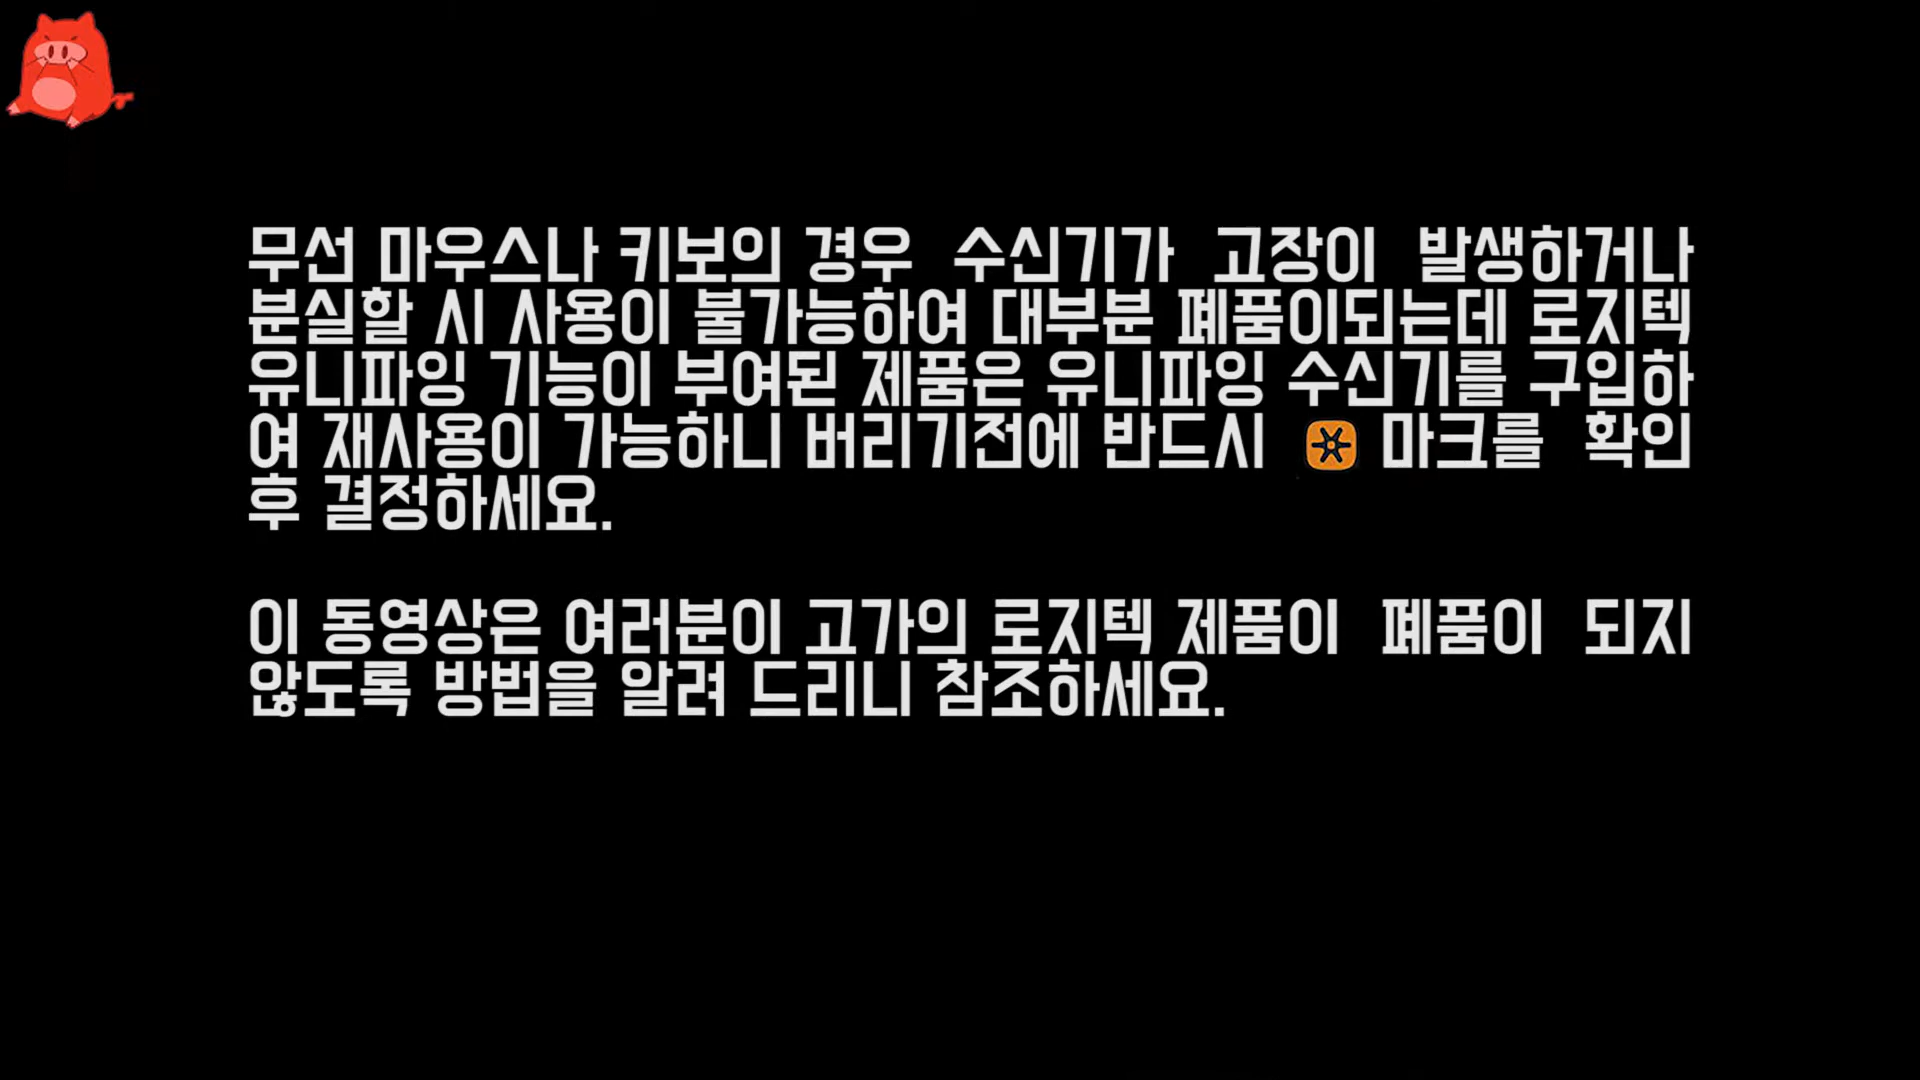 무선 마우스나 키보의 경우 수신기가 고장이 발생하거나
분실할 시 사용이 불가능하여 대부분 폐품이되는데 로지텍
유니파잉 기능이 부여된 제품은 유니파잉 수신기를 구입하
여 재사용이 가능하니 버리기전에 반드시 마크를 확인
후 결정하세요.
이 동영상은 여러분이 고가의 로지텍 제품이 폐품이 되지
않도록 방법을 알려 드리니 참조하세요.